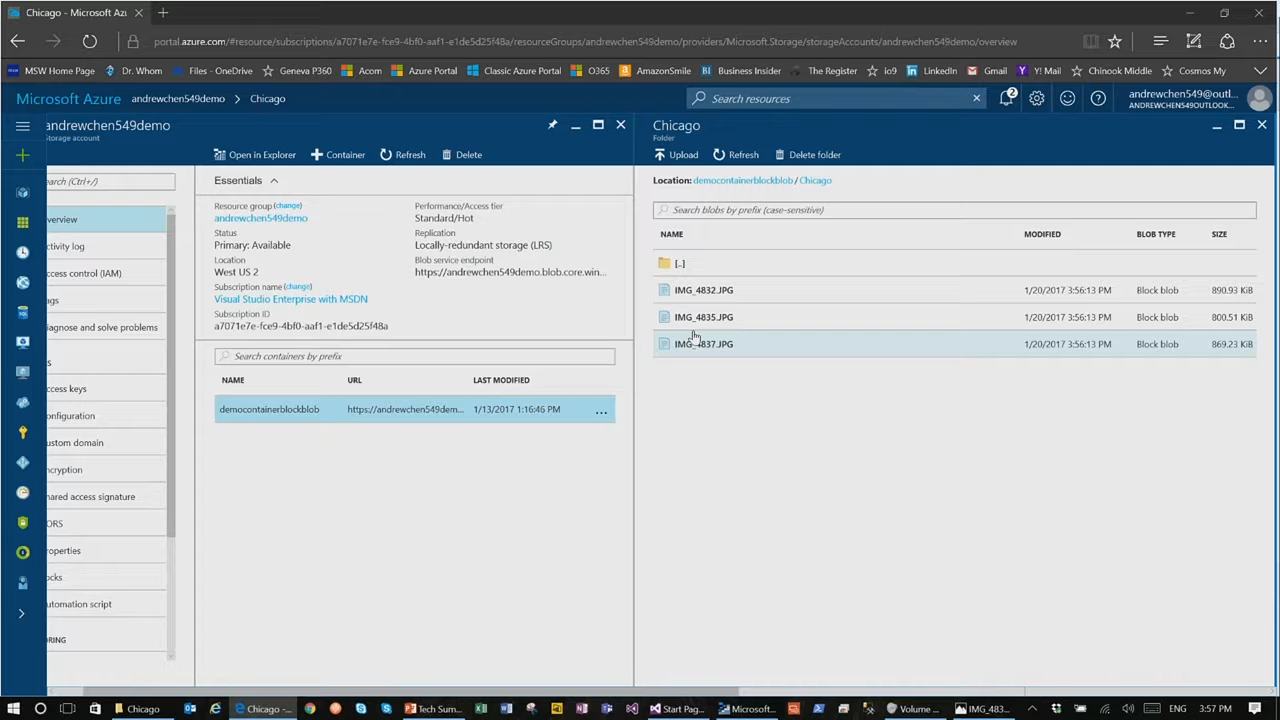 Chicago - Microsoft Az
portal.azure.com/#resource/subscriptions/a7071e7e-fce9-4bf0-aaf1-e1de5d25f48a/resourceGroups/andrewchen549demo/providers/Microsoft.Storage/storageAccounts/andrewchen549demo/overview
MSW Home Page Dr. Whom Files - OneDrive Geneva P360 Acom Azure Portal Classic Azure Portal O365 AmazonSmile BI Business Insider The Register io9 LinkedIn Gmail Y! Mail Chinook Middle Cosmos My
Microsoft Azure andrewchen549demo > Chicago
Search resources
2
andrewchen549@outl...
ANDREWCHEN549OUTLOOK...
andrewchen549demo
Storage account
earch (Ctrl+/)
verview
ctivity log
ccess control (IAM)
ags
iagnose and solve problems
ccess keys
onfiguration
ustom domain
ncryption
hared access signature
ORS
roperties
ocks
utomation script
ORING
Open in Explorer Container Refresh Delete
Essentials
Resource group (change)
andrewchen549demo
Status
Primary: Available
Location
West US 2
Subscription name (change)
Visual Studio Enterprise with MSDN
Subscription ID
a7071e7e-fce9-4bf0-aaf1-e1de5d25f48a
Performance/Access tier
Standard/Hot
Replication
Locally-redundant storage (LRS)
Blob service endpoint
https://andrewchen549demo.blob.core.win...
Search containers by prefix
NAME URL LAST MODIFIED
democontainerblockblob https://andrewchen549dem... 1/13/2017 1:16:46 PM ...
Chicago
Folder
Upload Refresh Delete folder
Location: democontainerblockblob / Chicago
Search blobs by prefix (case-sensitive)
NAME MODIFIED BLOB TYPE SIZE
[..]
IMG_4832.JPG 1/20/2017 3:56:13 PM Block blob 890.93 KiB
IMG_4835.JPG 1/20/2017 3:56:13 PM Block blob 800.51 KiB
IMG_4837.JPG 1/20/2017 3:56:13 PM Block blob 869.23 KiB
Chicago Chicago -... Tech Sum... Start Pag... Microsoft... Volume ... IMG_483... ENG 3:57 PM